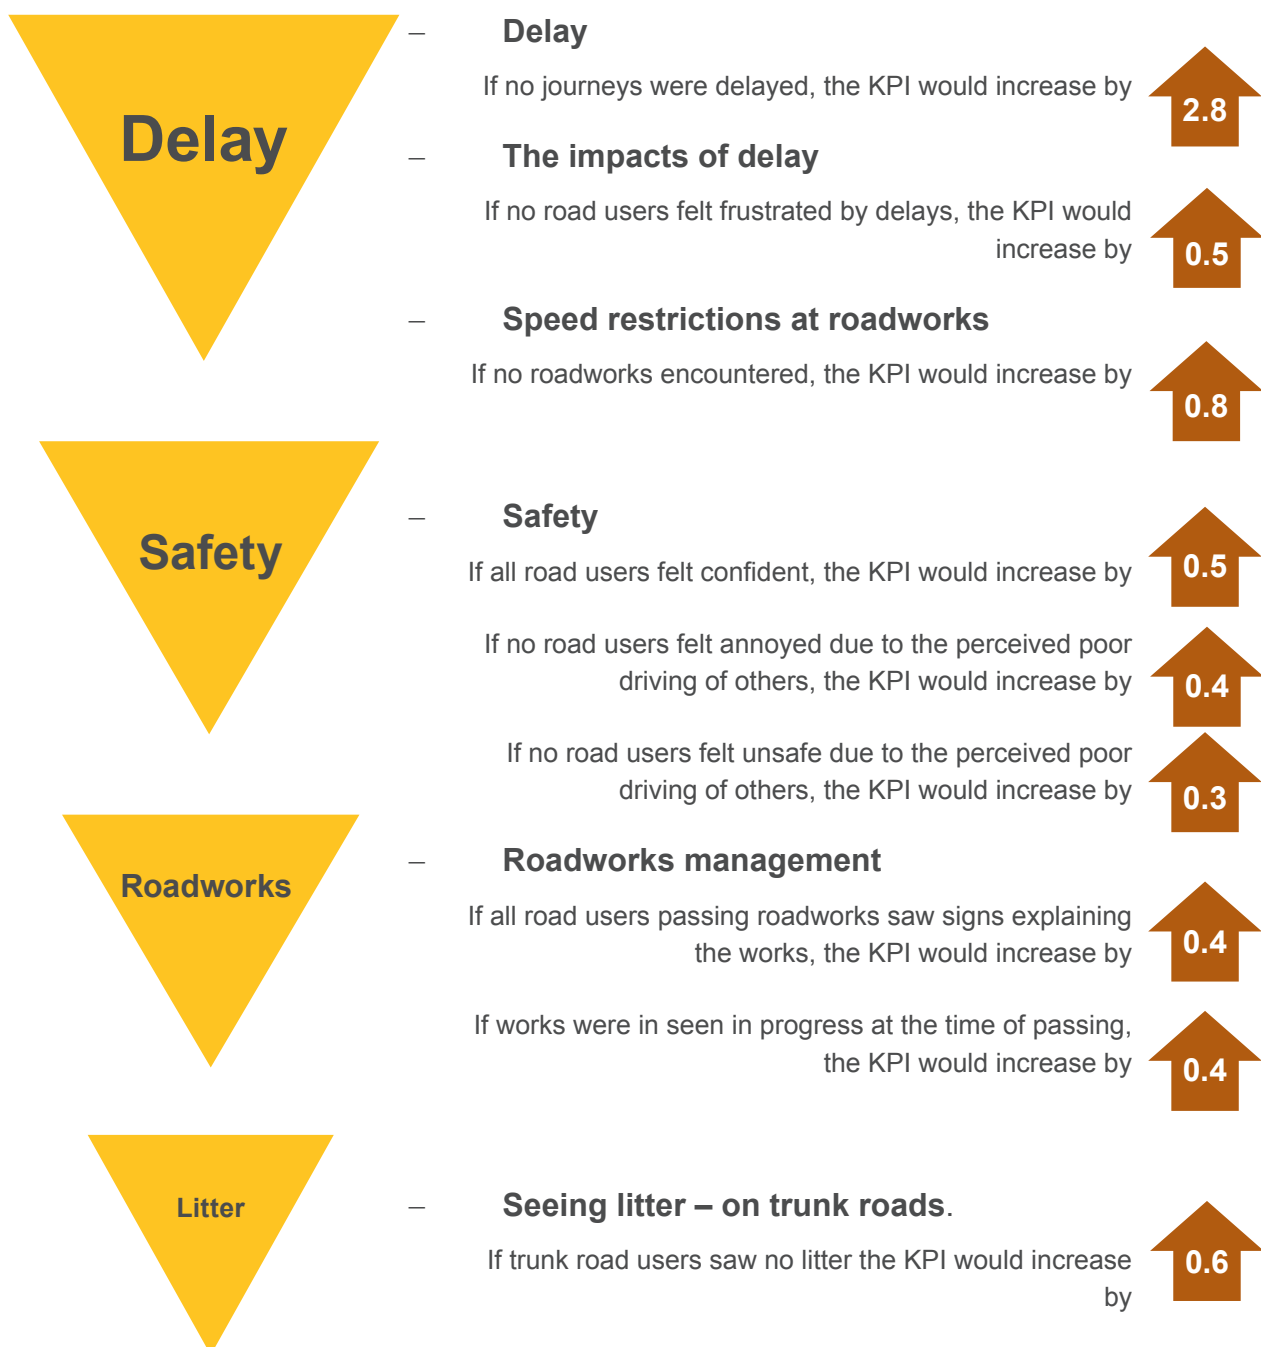 Delay
– Delay
If no journeys were delayed, the KPI would increase by
2.8
– The impacts of delay
If no road users felt frustrated by delays, the KPI would
increase by
0.5
– Speed restrictions at roadworks
If no roadworks encountered, the KPI would increase by
0.8
Safety
– Safety
If all road users felt confident, the KPI would increase by
0.5
If no road users felt annoyed due to the perceived poor
driving of others, the KPI would increase by
0.4
If no road users felt unsafe due to the perceived poor
driving of others, the KPI would increase by
0.3
Roadworks
– Roadworks management
If all road users passing roadworks saw signs explaining
the works, the KPI would increase by
0.4
If works were in seen in progress at the time of passing,
the KPI would increase by
0.4
Litter
– Seeing litter – on trunk roads.
If trunk road users saw no litter the KPI would increase
by
0.6